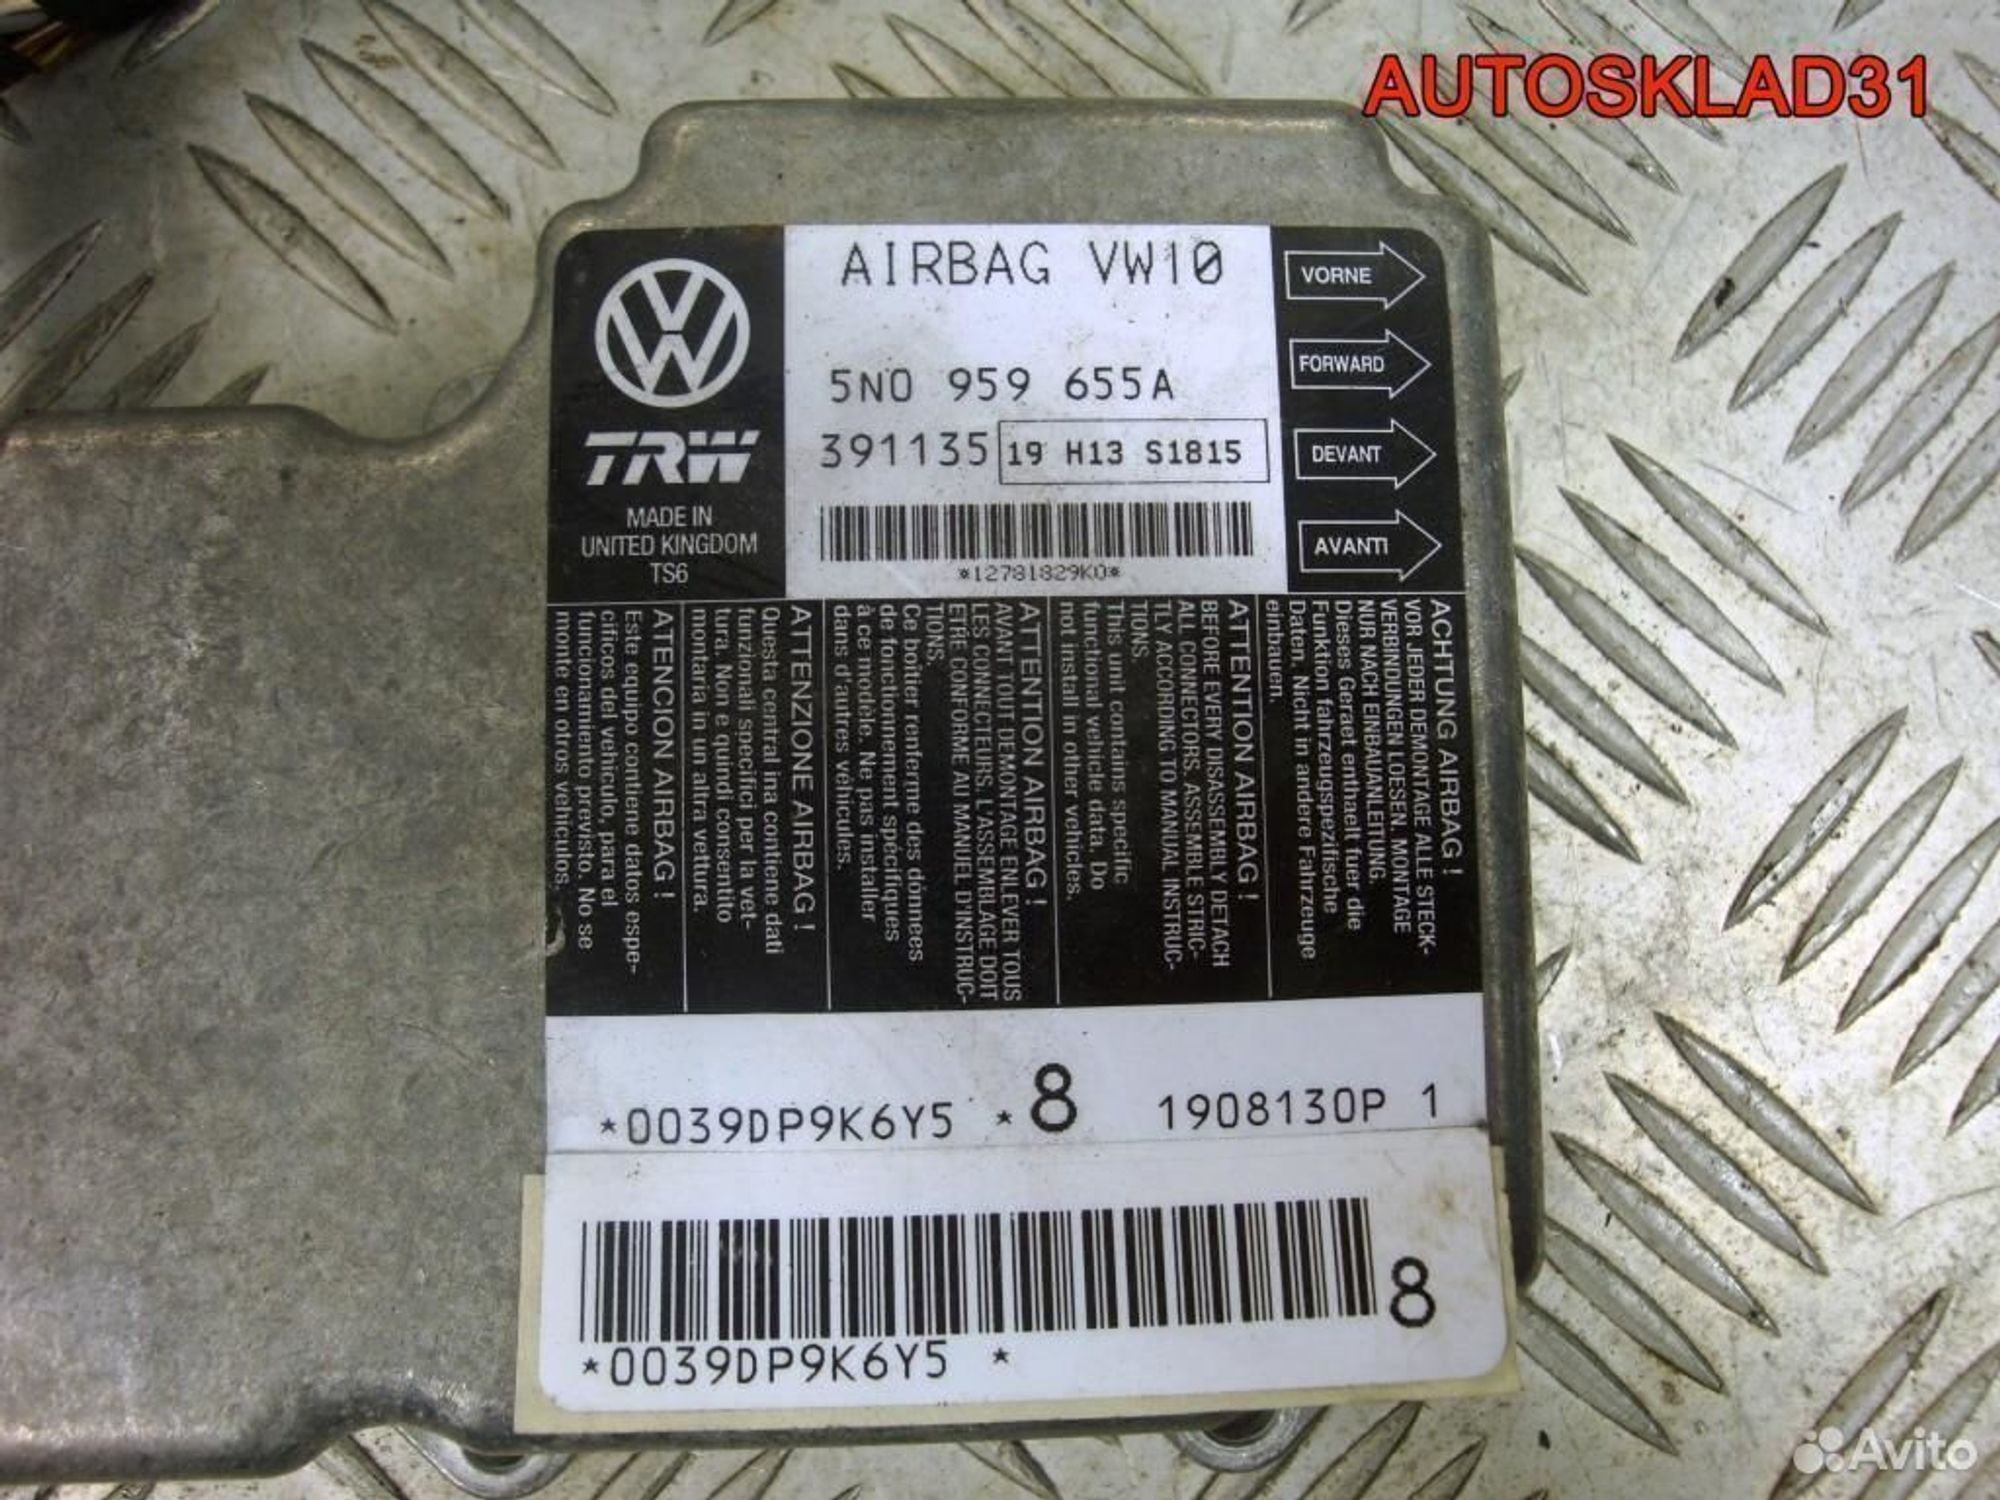 AUTOSKLAD31
AIRBAG VW10
5N0 959 655A
391135 19 H13 S1815
*12781829K0*
TRW
MADE IN
UNITED KINGDOM
TS6
VORNE
FORWARD
DEVANT
AVANTI
ACHTUNG AIRBAG!
VOR JEDER DEMONTAGE ALLE STECK-
VERBINDUNGEN LOESEN. MONTAGE
NUR NACH EINBAUANLEITUNG.
Dieses Geraet enthaelt fuer die
Funktion fahrzeugspezifische
Daten. Nicht in andere Fahrzeuge
einbauen.
ATTENTION AIRBAG!
BEFORE EVERY DISASSEMBLY DETACH
ALL CONNECTORS. ASSEMBLE STRIC-
TLY ACCORDING TO MANUAL INSTRUC-
TIONS.
This unit contains specific
functional vehicle data. Do
not install in other vehicles.
ATTENTION AIRBAG!
AVANT TOUT DEMONTAGE ENLEVER TOUS
LES CONNECTEURS. L'ASSEMBLAGE DOIT
ETRE CONFORME AU MANUEL D'INSTRUC-
TIONS.
Ce boîtier renferme des données
de fonctionnement spécifiques
à ce modèle. Ne pas installer
dans d'autres véhicules.
ATTENZIONE AIRBAG!
Questa central ina contiene dati
funzionali specifici per la vet-
tura. Non e quindi consentito
montaria in un altra vettura.
ATENCION AIRBAG!
Este equipo contiene datos espe-
cificos del vehiculo, para el
funcionamiento previsto. No se
monte en otros vehiculos.
*0039DP9K6Y5 *8 1908130P 1
8
*0039DP9K6Y5 *
Avito